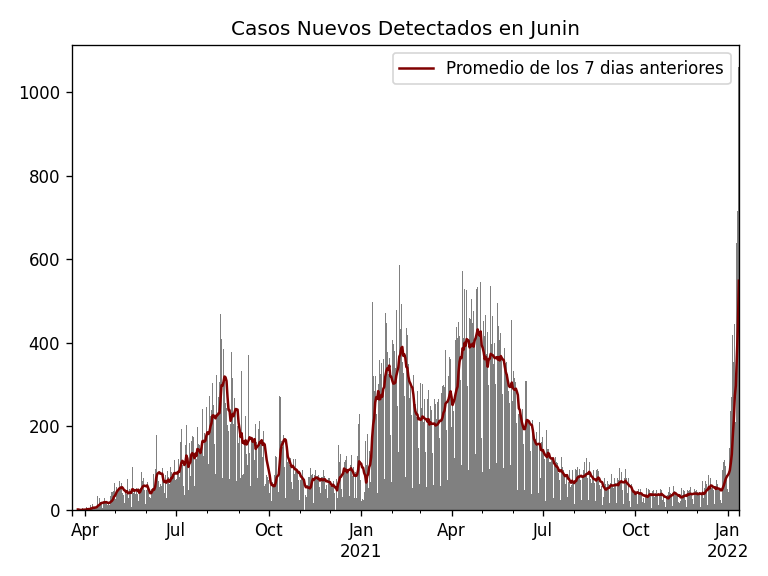 Casos Nuevos Detectados en Junin
Promedio de los 7 dias anteriores
1000
800
600
400
200
0
Apr Jul Oct Jan Apr Jul Oct Jan
2021 2022